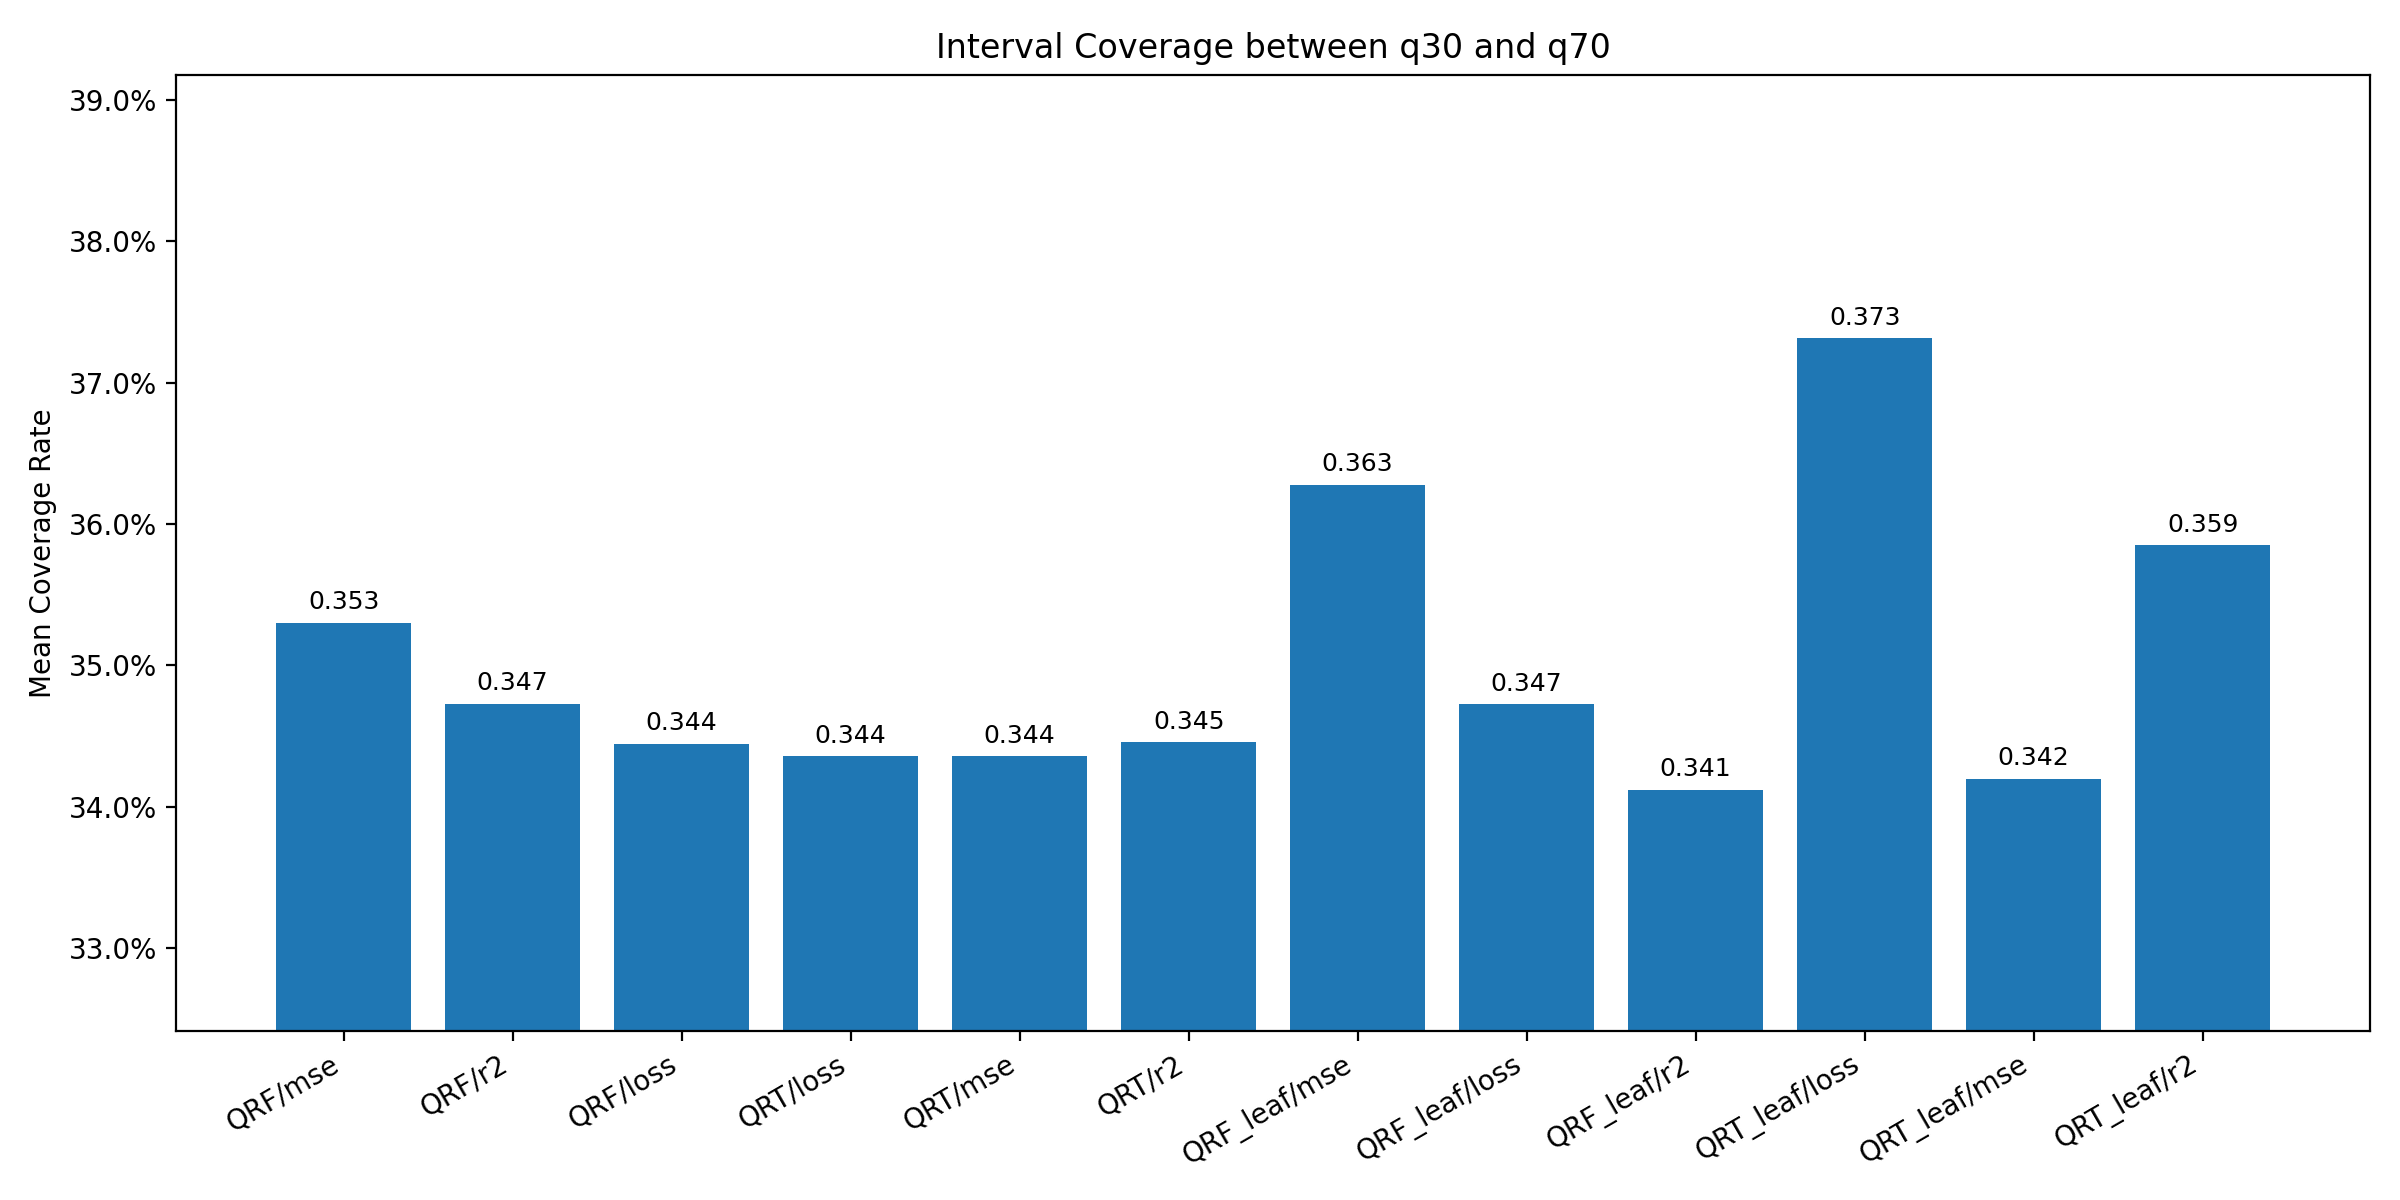 Interval Coverage between q30 and q70
Mean Coverage Rate
39.0%
38.0%
37.0%
36.0%
35.0%
34.0%
33.0%
0.353
0.347
0.344
0.344
0.344
0.345
0.363
0.347
0.341
0.373
0.342
0.359
QRF/mse
QRF/r2
QRF/loss
QRT/loss
QRT/mse
QRT/r2
QRF_leaf/mse
QRF_leaf/loss
QRF_leaf/r2
QRT_leaf/loss
QRT_leaf/mse
QRT_leaf/r2